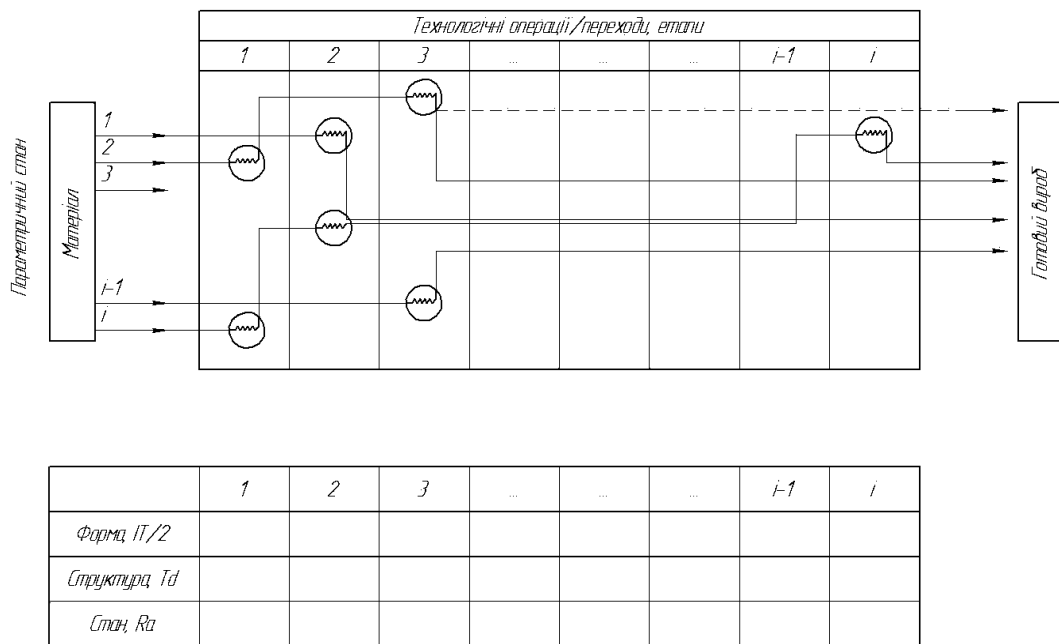 Технологічні операції/переходи, етапи
1 2 3 ... ... ... i-1 i
Параметричний стан
Матеріал
1
2
3
i-1
i
Готовий виріб
1 2 3 ... ... ... i-1 i
Форма, IT/2
Структура, Td
Стан, Ra